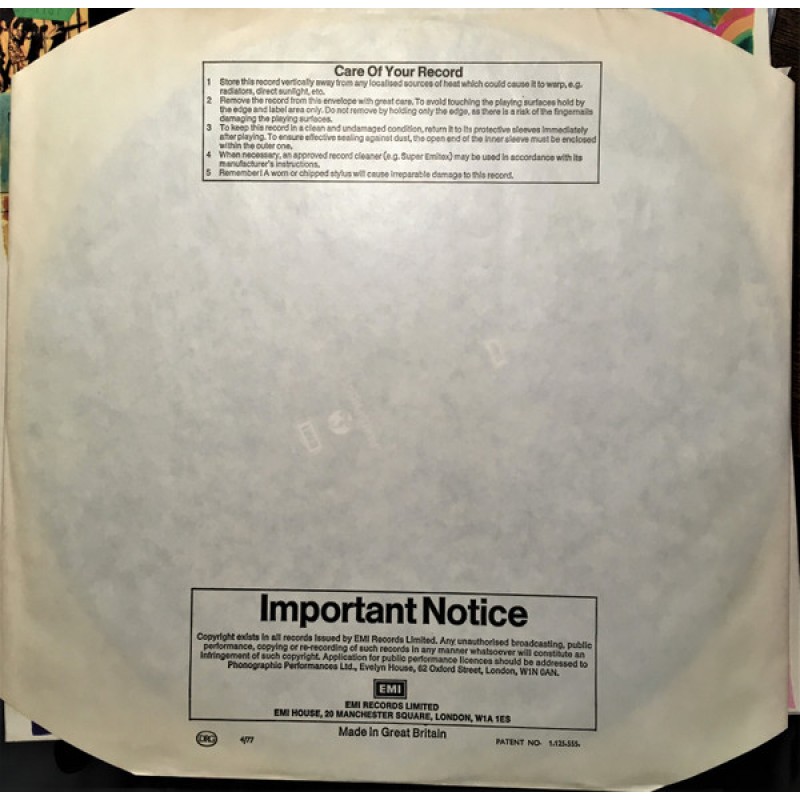 Care Of Your Record
1 Store this record vertically away from any localised sources of heat which could cause it to warp, e.g.
radiators, direct sunlight, etc.
2 Remove the record from this envelope with great care. To avoid touching the playing surfaces hold by
the edge and label area only. Do not remove by holding only the edge, as there is a risk of the fingernails
damaging the playing surfaces.
3 To keep this record in a clean and undamaged condition, return it to its protective sleeves immediately
after playing. To ensure effective sealing against dust, the open end of the inner sleeve must be enclosed
within the outer one.
4 When necessary, an approved record cleaner (e.g. Super Emitex) may be used in accordance with its
manufacturer's instructions.
5 Remember! A worn or chipped stylus will cause irreparable damage to this record.
Important Notice
Copyright exists in all records issued by EMI Records Limited. Any unauthorised broadcasting, public
performance, copying or re-recording of such records in any manner whatsoever will constitute an
infringement of such copyright. Application for public performance licences should be addressed to
Phonographic Performances Ltd., Evelyn House, 62 Oxford Street, London, W1N 0AN.
EMI
EMI RECORDS LIMITED
EMI HOUSE, 20 MANCHESTER SQUARE, LONDON, W1A 1ES
Made in Great Britain
DRG 4/77 PATENT NO- 1.125.555.